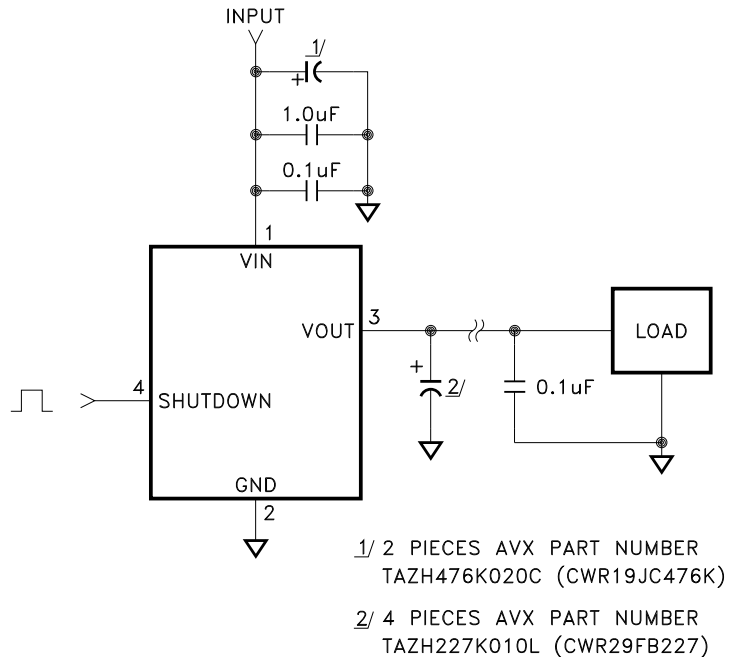 INPUT
1/
+
1.0uF
0.1uF
1
VIN
VOUT
3
LOAD
+
2/
0.1uF
4
SHUTDOWN
GND
2
1/ 2 PIECES AVX PART NUMBER
TAZH476K020C (CWR19JC476K)
2/ 4 PIECES AVX PART NUMBER
TAZH227K010L (CWR29FB227)